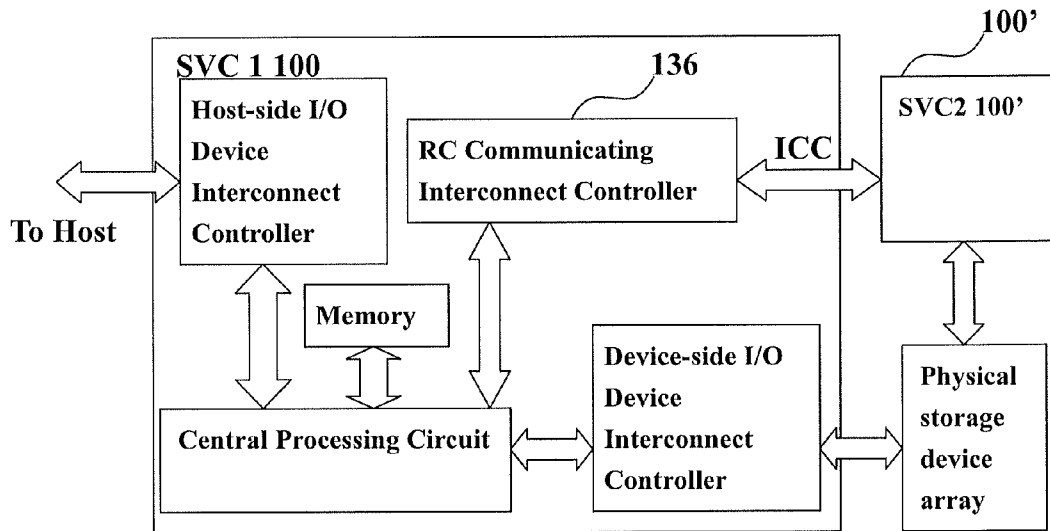 100’
SVC 1 100
136
Host-side I/O
Device
Interconnect
Controller
RC Communicating
Interconnect Controller
ICC
SVC2 100’
To Host
Memory
Central Processing Circuit
Device-side I/O
Device
Interconnect
Controller
Physical
storage
device
array